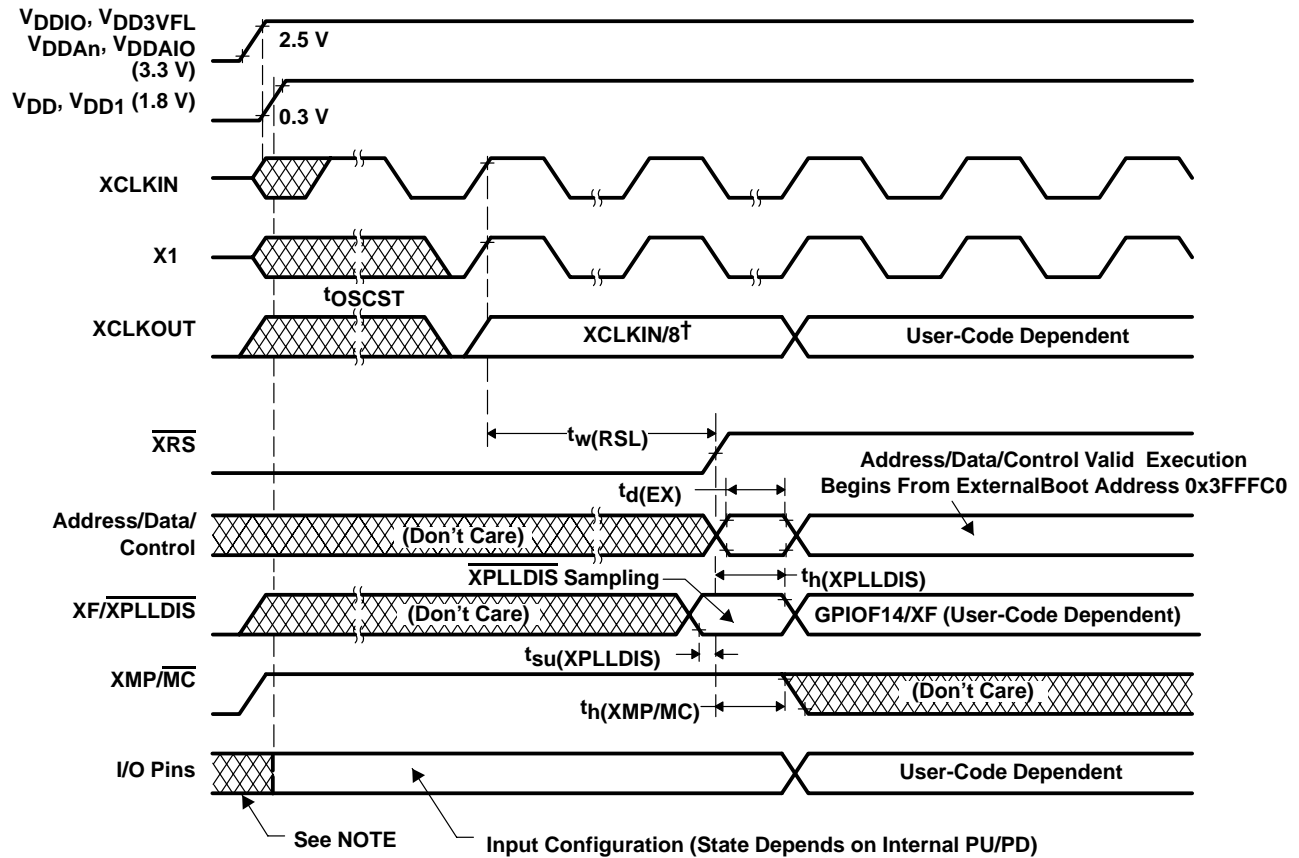 VDDIO, VDD3VFL
VDDAn, VDDAIO
(3.3 V)
2.5 V
VDD, VDD1 (1.8 V)
0.3 V
XCLKIN
X1
tOSCST
XCLKOUT
XCLKIN/8†
User-Code Dependent
XRS
tw(RSL)
Address/Data/Control Valid Execution
Begins From ExternalBoot Address 0x3FFFC0
td(EX)
Address/Data/
Control
(Don't Care)
XPLLDIS Sampling
th(XPLLDIS)
XF/XPLLDIS
(Don't Care)
GPIOF14/XF (User-Code Dependent)
tsu(XPLLDIS)
XMP/MC
(Don't Care)
th(XMP/MC)
I/O Pins
User-Code Dependent
See NOTE
Input Configuration (State Depends on Internal PU/PD)